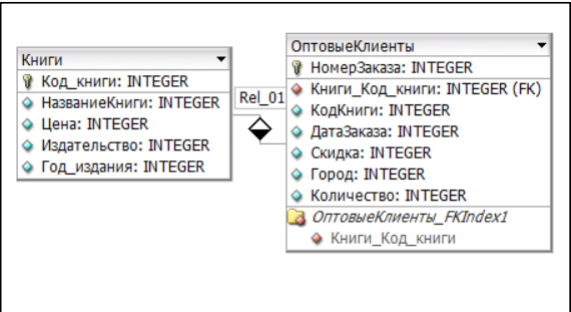 Книги
Код_книги: INTEGER
НазваниеКниги: INTEGER
Цена: INTEGER
Издательство: INTEGER
Год_издания: INTEGER
Rel_01
ОптовыеКлиенты
НомерЗаказа: INTEGER
Книги_Код_книги: INTEGER (FK)
КодКниги: INTEGER
ДатаЗаказа: INTEGER
Скидка: INTEGER
Город: INTEGER
Количество: INTEGER
ОптовыеКлиенты_FKIndex1
Книги_Код_книги